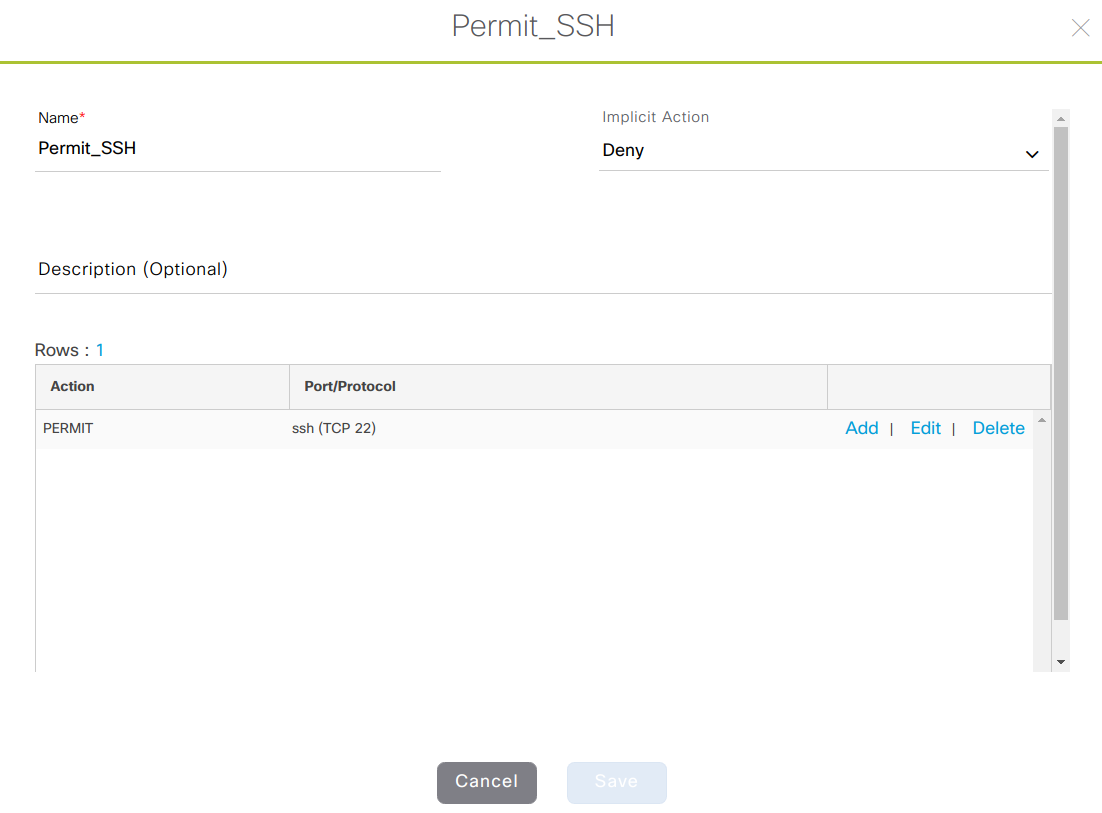 Permit_SSH
Name*
Implicit Action
Permit_SSH
Deny
Description (Optional)
Rows : 1
Action Port/Protocol
PERMIT ssh (TCP 22) Add | Edit | Delete
Cancel Save